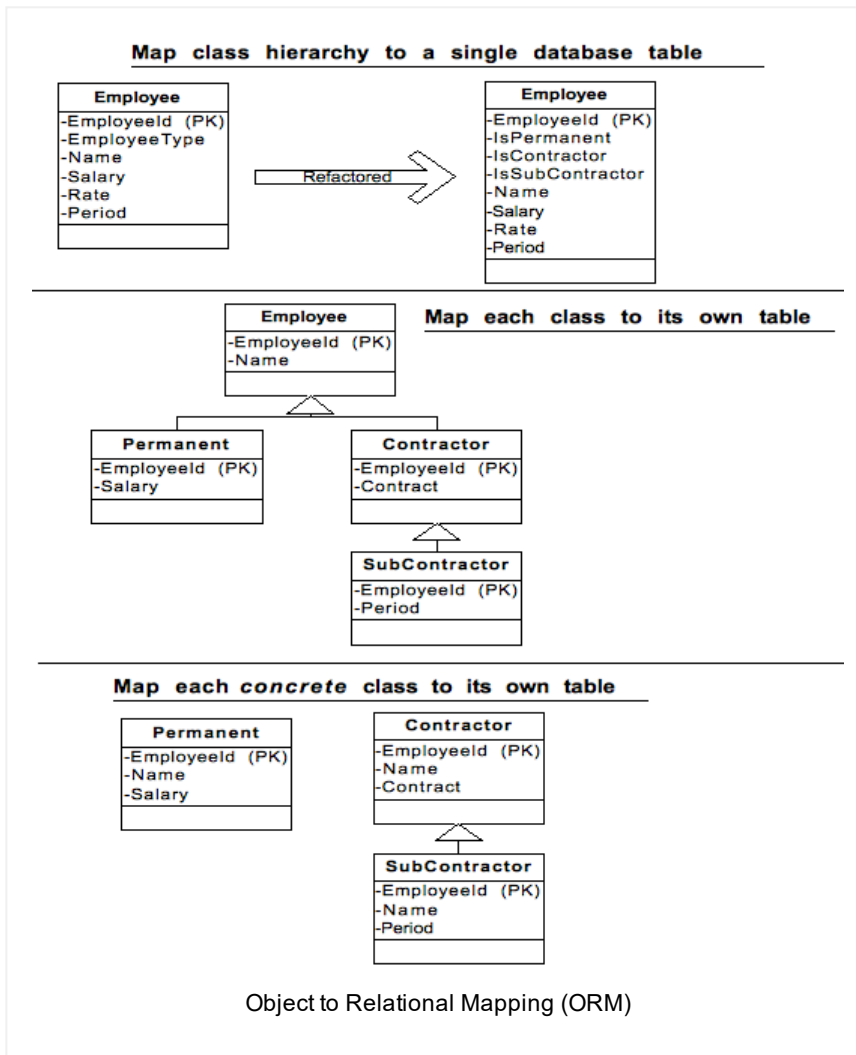 Map class hierarchy to a single database table
Employee
-EmployeeId (PK)
-EmployeeType
-Name
-Salary
-Rate
-Period
Refactored
Employee
-EmployeeId (PK)
-IsPermanent
-IsContractor
-IsSubContractor
-Name
-Salary
-Rate
-Period
Map each class to its own table
Employee
-EmployeeId (PK)
-Name
Permanent
-EmployeeId (PK)
-Salary
Contractor
-EmployeeId (PK)
-Contract
SubContractor
-EmployeeId (PK)
-Period
Map each concrete class to its own table
Permanent
-EmployeeId (PK)
-Name
-Salary
Contractor
-EmployeeId (PK)
-Name
-Contract
SubContractor
-EmployeeId (PK)
-Name
-Period
Object to Relational Mapping (ORM)